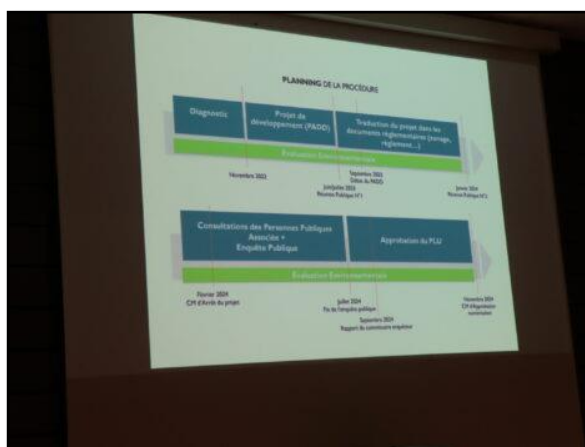 PLANNING DE LA PROCÉDURE
Diagnostic
Projet de
développement (PADD)
Traduction du projet dans les
documents réglementaires (zonage,
règlement…)
Évaluation Environnementale
Novembre 2022
Juin/Juillet 2023
Réunion Publique N°1
Septembre 2023
Débat du PADD
Janvier 2024
Réunion Publique N°2
Consultations des Personnes Publiques
Associée +
Enquête Publique
Approbation du PLU
Évaluation Environnementale
Février 2024
CM d'Arrêt du projet
Juillet 2024
Fin de l'enquête publique
Septembre 2024
Rapport du commissaire enquêteur
Novembre 2024
CM d'Approbation